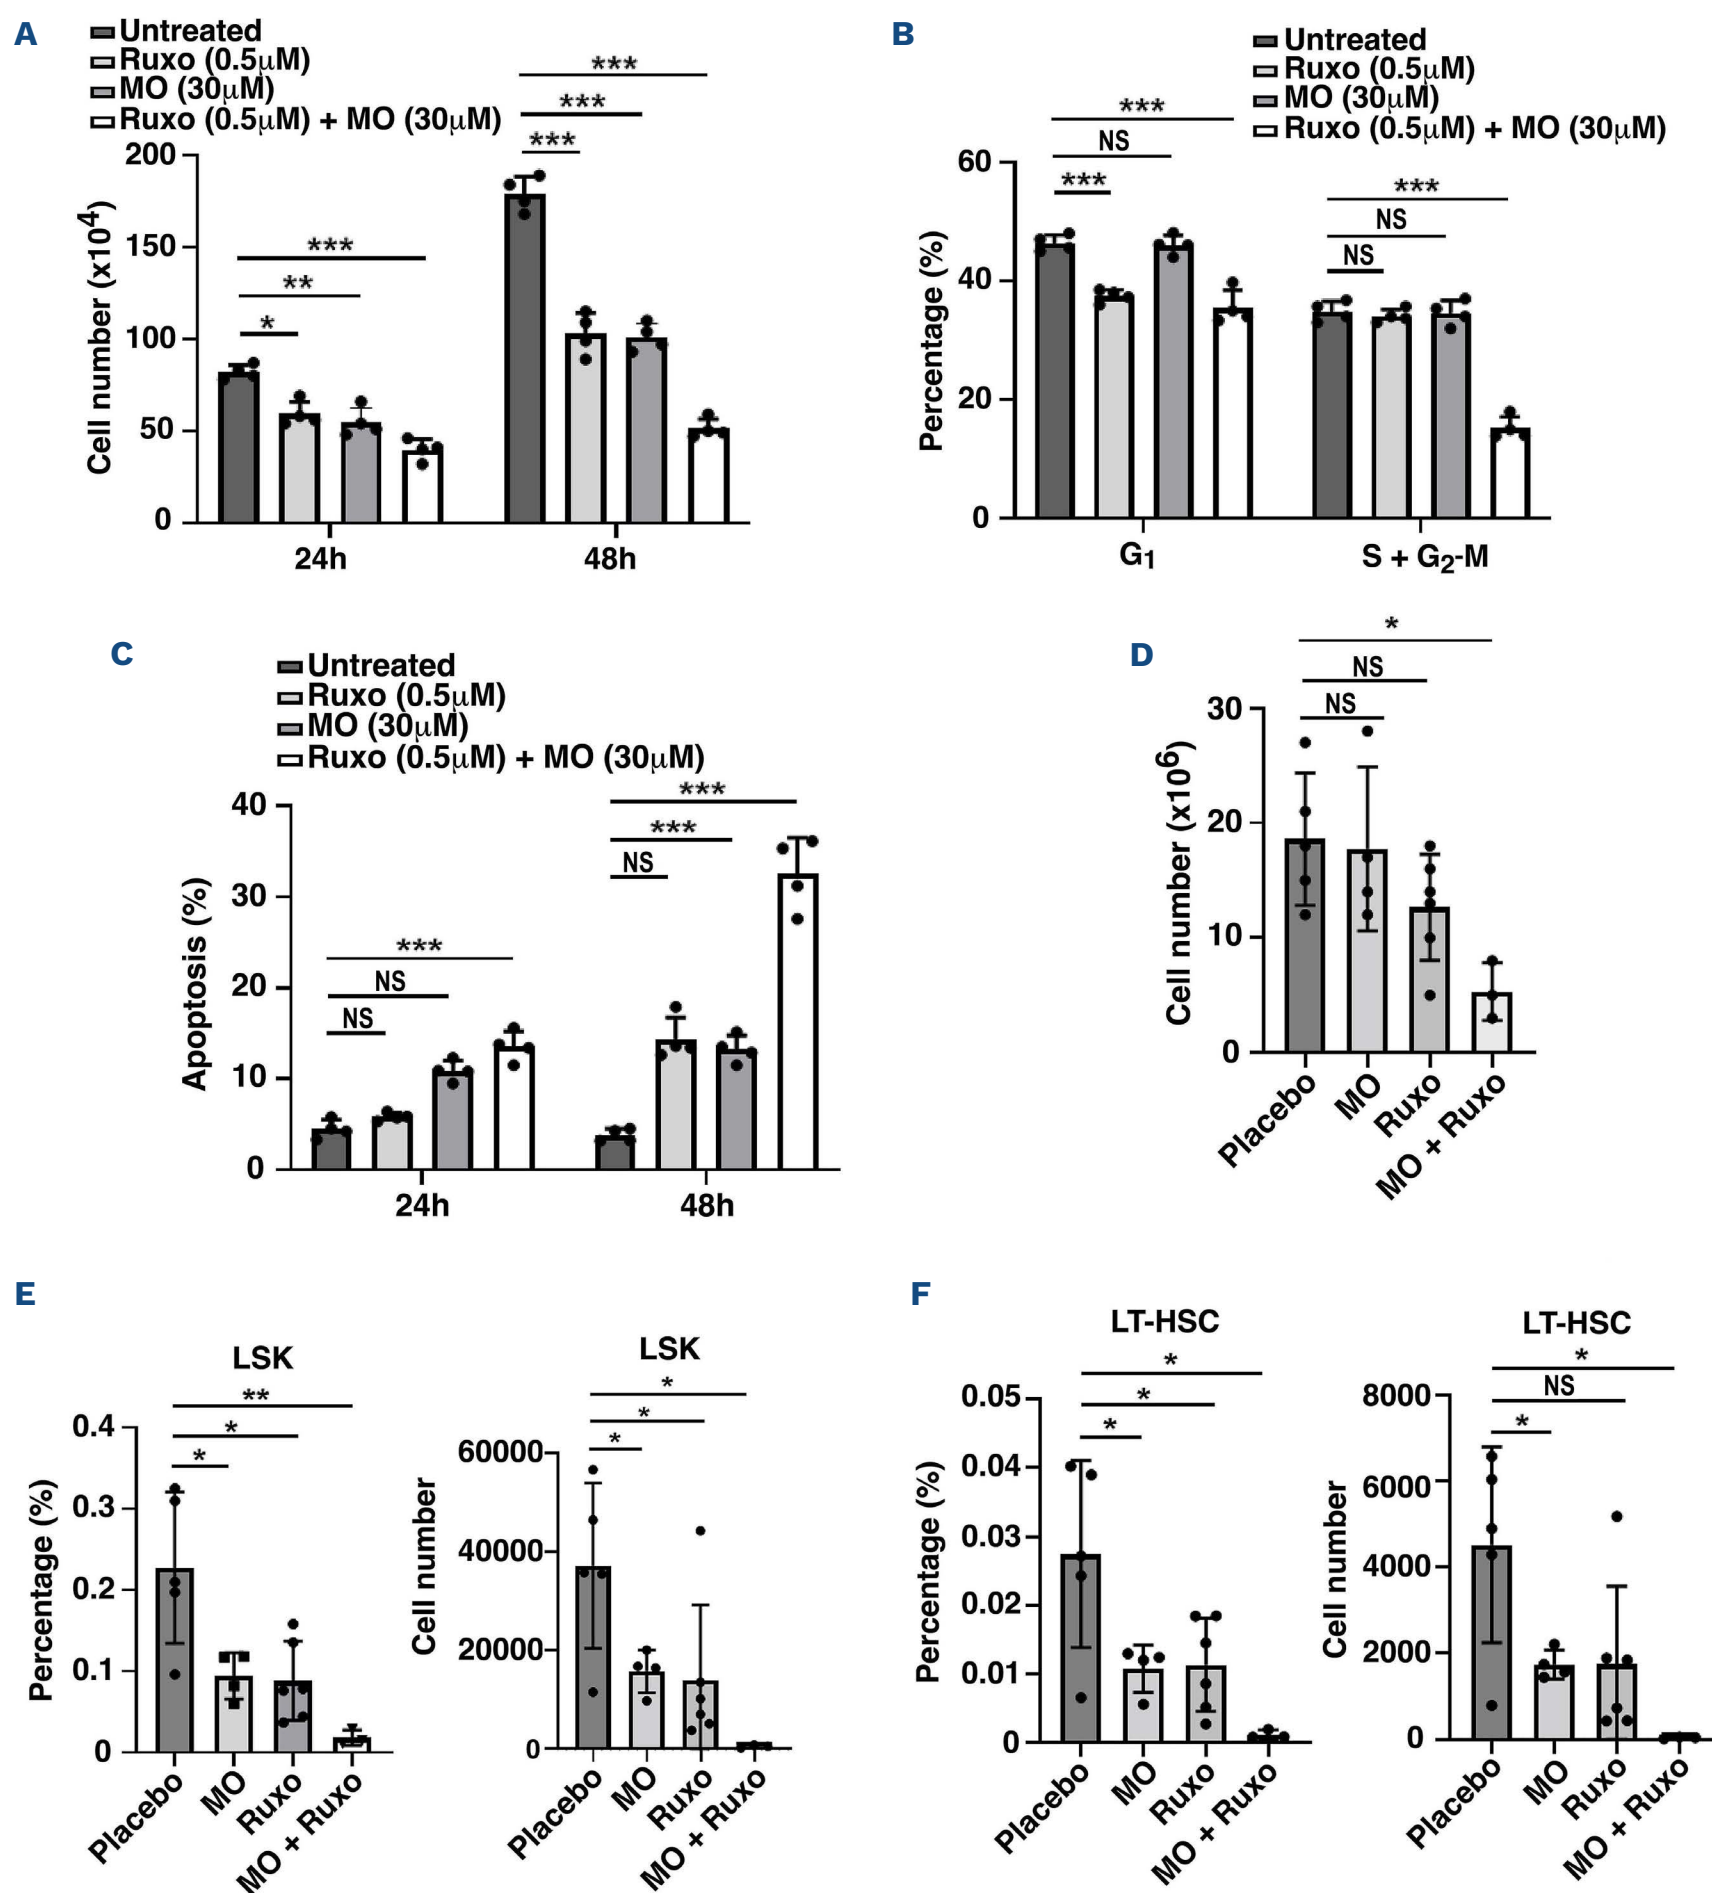 A
Untreated
Ruxo (0.5μM)
MO (30μM)
Ruxo (0.5μM) + MO (30μM)
***
***
***
***
**
*
Cell number (x10⁴)
200
150
100
50
0
24h
48h
B
Untreated
Ruxo (0.5μM)
MO (30μM)
Ruxo (0.5μM) + MO (30μM)
***
NS
***
***
NS
NS
Percentage (%)
60
40
20
0
G₁
S + G₂-M
C
Untreated
Ruxo (0.5μM)
MO (30μM)
Ruxo (0.5μM) + MO (30μM)
***
***
NS
***
NS
NS
Apoptosis (%)
40
30
20
10
0
24h
48h
D
*
NS
NS
Cell number (x10⁶)
30
20
10
0
Placebo
MO
Ruxo
MO + Ruxo
E
LSK
**
*
*
Percentage (%)
0.4
0.3
0.2
0.1
0
Placebo
MO
Ruxo
MO + Ruxo
LSK
*
*
*
Cell number
60000
40000
20000
0
Placebo
MO
Ruxo
MO + Ruxo
F
LT-HSC
*
*
*
Percentage (%)
0.05
0.04
0.03
0.02
0.01
0
Placebo
MO
Ruxo
MO + Ruxo
LT-HSC
*
NS
*
Cell number
8000
6000
4000
2000
0
Placebo
MO
Ruxo
MO + Ruxo